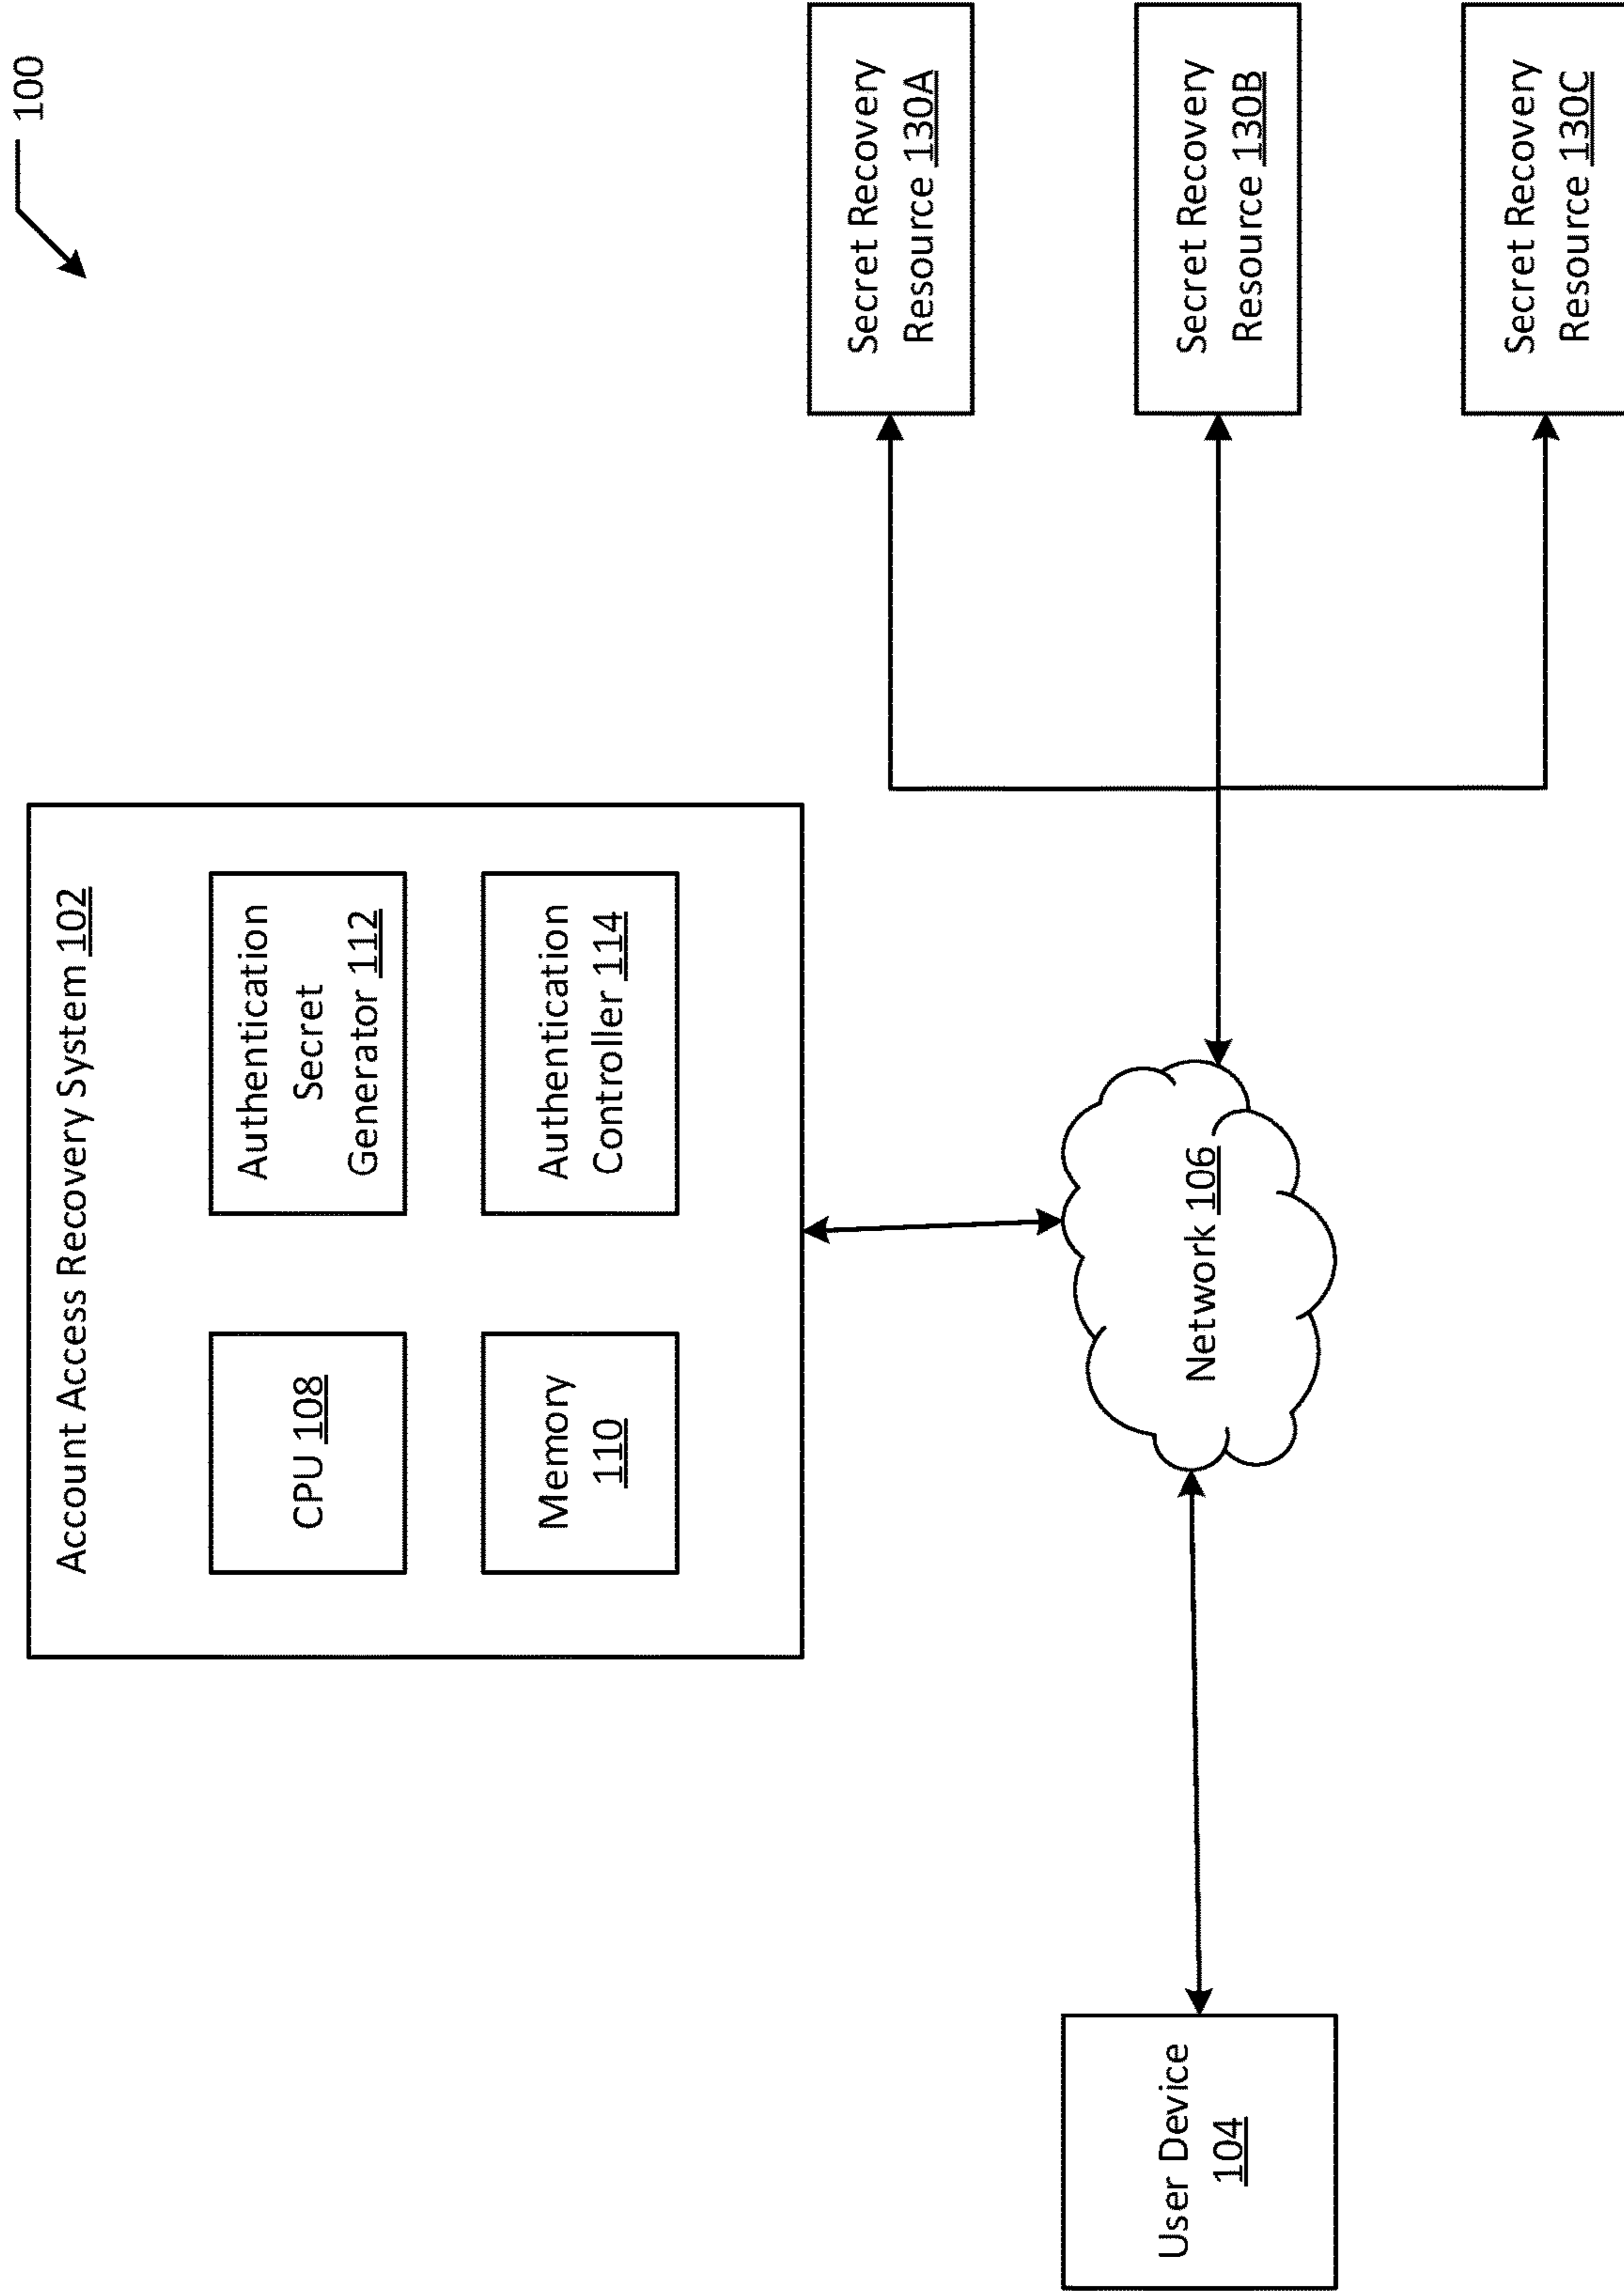 100
Account Access Recovery System 102
CPU 108
Authentication
Secret
Generator 112
Memory
110
Authentication
Controller 114
User Device
104
Network 106
Secret Recovery
Resource 130A
Secret Recovery
Resource 130B
Secret Recovery
Resource 130C